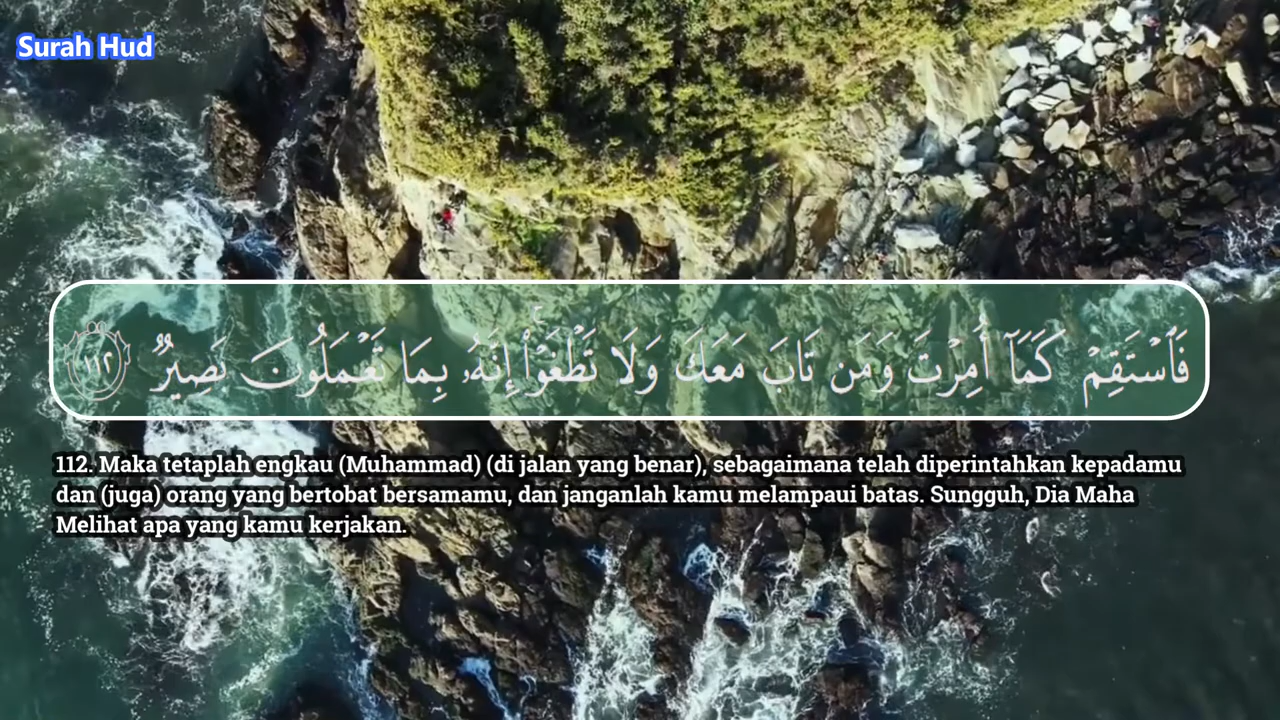 Surah Hud
فَٱسْتَقِمْ كَمَآ أُمِرْتَ وَمَن تَابَ مَعَكَ وَلَا تَطْغَوْا۟ ۚ إِنَّهُۥ بِمَا تَعْمَلُونَ بَصِيرٌ ١١٢
112. Maka tetaplah engkau (Muhammad) (di jalan yang benar), sebagaimana telah diperintahkan kepadamu
dan (juga) orang yang bertobat bersamamu, dan janganlah kamu melampaui batas. Sungguh, Dia Maha
Melihat apa yang kamu kerjakan.